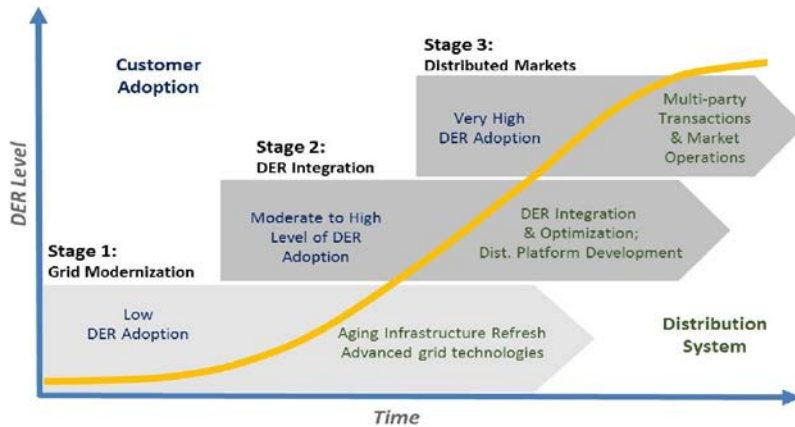 Customer
Adoption
Stage 3:
Distributed Markets
Very High
DER Adoption
Multi-party
Transactions
& Market
Operations
Stage 2:
DER Integration
Moderate to High
Level of DER
Adoption
DER Integration
& Optimization;
Dist. Platform Development
Stage 1:
Grid Modernization
Low
DER Adoption
Aging Infrastructure Refresh
Advanced grid technologies
Distribution
System
DER Level
Time